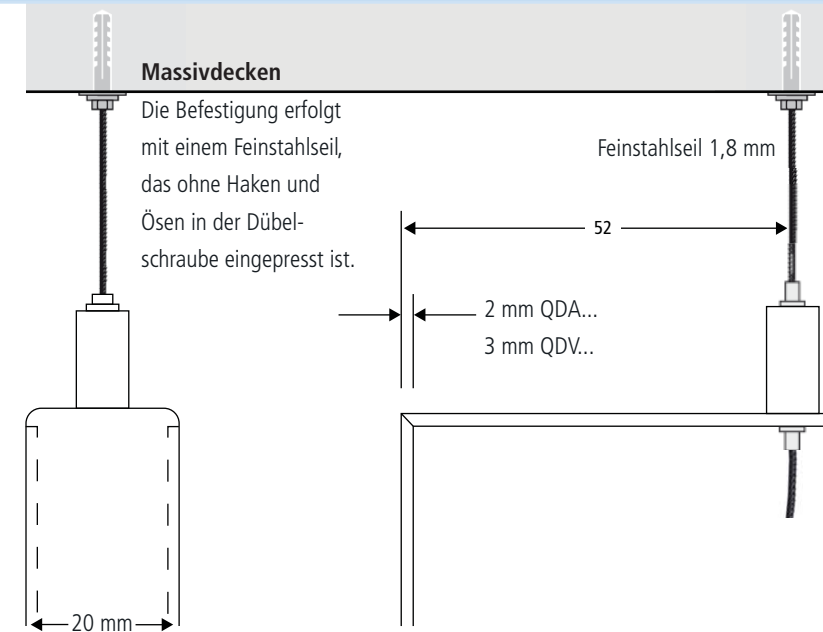 Massivdecken
Die Befestigung erfolgt
mit einem Feinstahlseil,
das ohne Haken und
Ösen in der Dübel-
schraube eingepresst ist.
Feinstahlseil 1,8 mm
52
2 mm QDA...
3 mm QDV...
20 mm